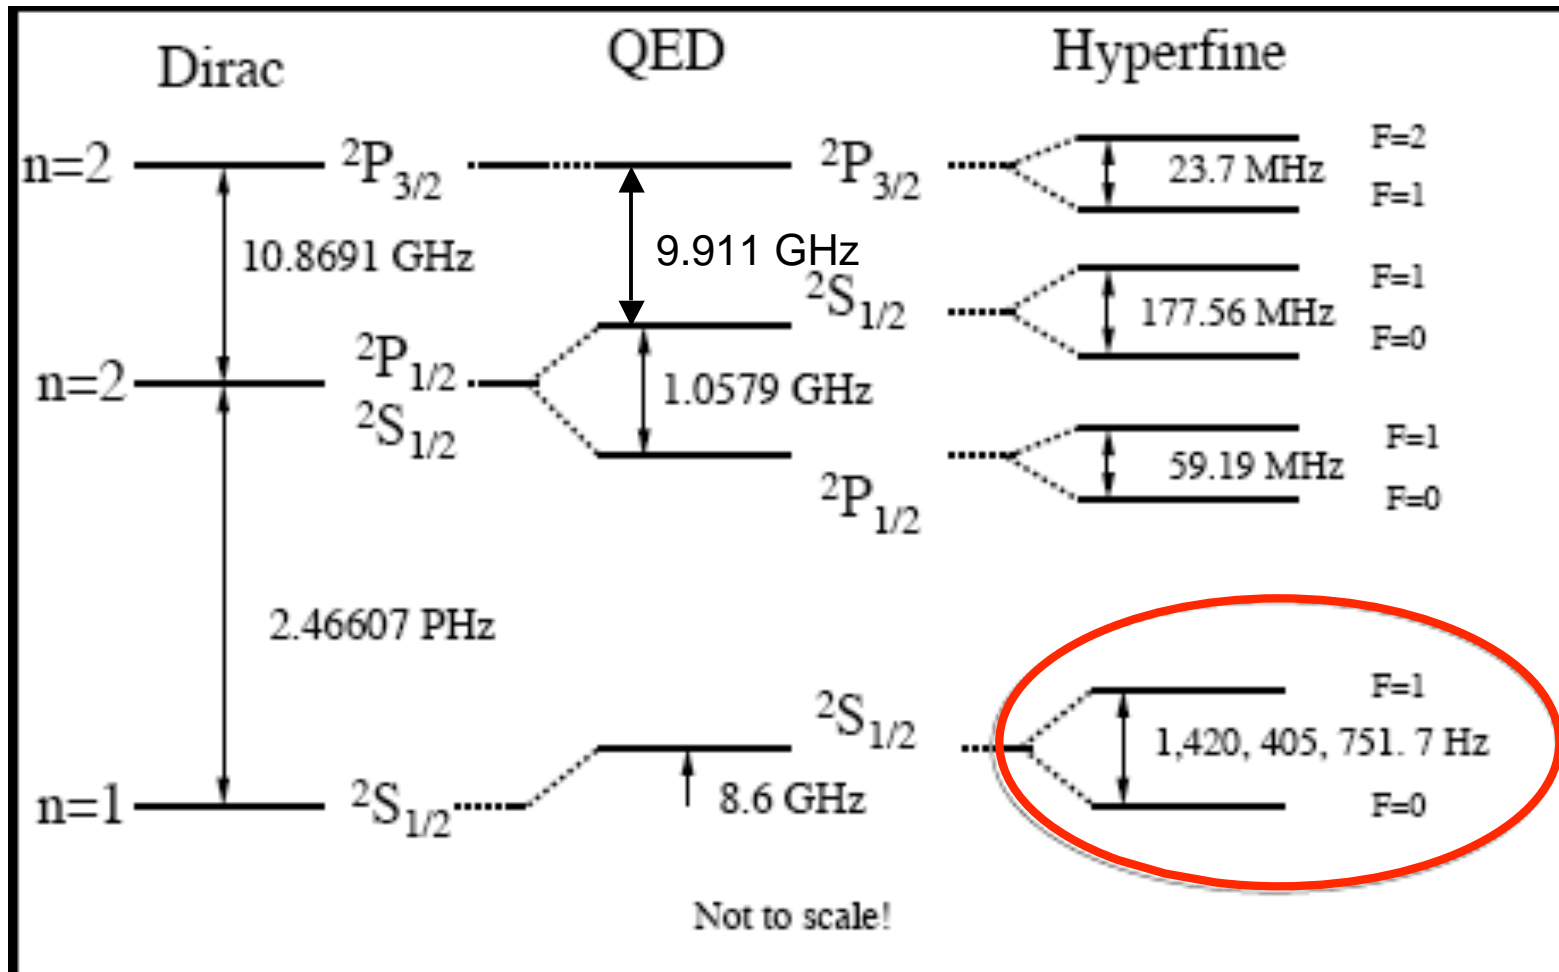 Dirac
QED
Hyperfine
n=2
²P₃/₂
²P₃/₂
F=2
23.7 MHz
F=1
10.8691 GHz
9.911 GHz
²S₁/₂
F=1
177.56 MHz
F=0
n=2
²P₁/₂
²S₁/₂
1.0579 GHz
²P₁/₂
F=1
59.19 MHz
F=0
2.46607 PHz
n=1
²S₁/₂
8.6 GHz
²S₁/₂
F=1
1,420, 405, 751. 7 Hz
F=0
Not to scale!